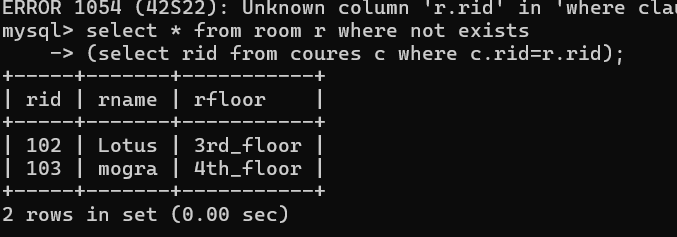 ERROR 1054 (42S22): Unknown column 'r.rid' in 'where clau
mysql> select * from room r where not exists
    -> (select rid from coures c where c.rid=r.rid);
+-----+-------+-----------+
| rid | rname | rfloor    |
+-----+-------+-----------+
| 102 | Lotus | 3rd_floor |
| 103 | mogra | 4th_floor |
+-----+-------+-----------+
2 rows in set (0.00 sec)